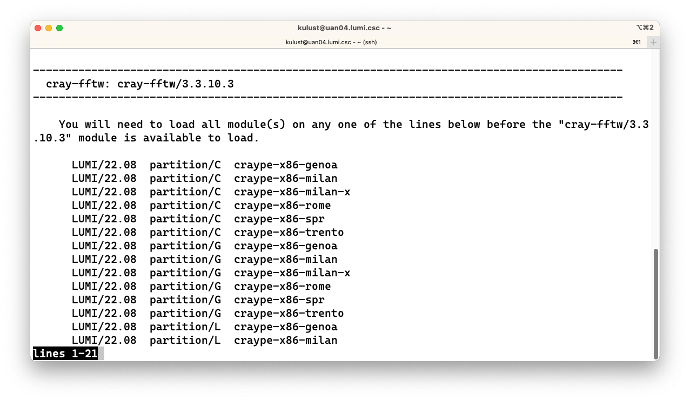 kulust@uan04.lumi.csc - ~
⌥⌘2
kulust@uan04.lumi.csc - ~ (ssh)
⌘1
+
--------------------------------------------------------------------------------------------
cray-fftw: cray-fftw/3.3.10.3
--------------------------------------------------------------------------------------------
You will need to load all module(s) on any one of the lines below before the "cray-fftw/3.3
.10.3" module is available to load.
LUMI/22.08 partition/C craype-x86-genoa
LUMI/22.08 partition/C craype-x86-milan
LUMI/22.08 partition/C craype-x86-milan-x
LUMI/22.08 partition/C craype-x86-rome
LUMI/22.08 partition/C craype-x86-spr
LUMI/22.08 partition/C craype-x86-trento
LUMI/22.08 partition/G craype-x86-genoa
LUMI/22.08 partition/G craype-x86-milan
LUMI/22.08 partition/G craype-x86-milan-x
LUMI/22.08 partition/G craype-x86-rome
LUMI/22.08 partition/G craype-x86-spr
LUMI/22.08 partition/G craype-x86-trento
LUMI/22.08 partition/L craype-x86-genoa
LUMI/22.08 partition/L craype-x86-milan
lines 1-21